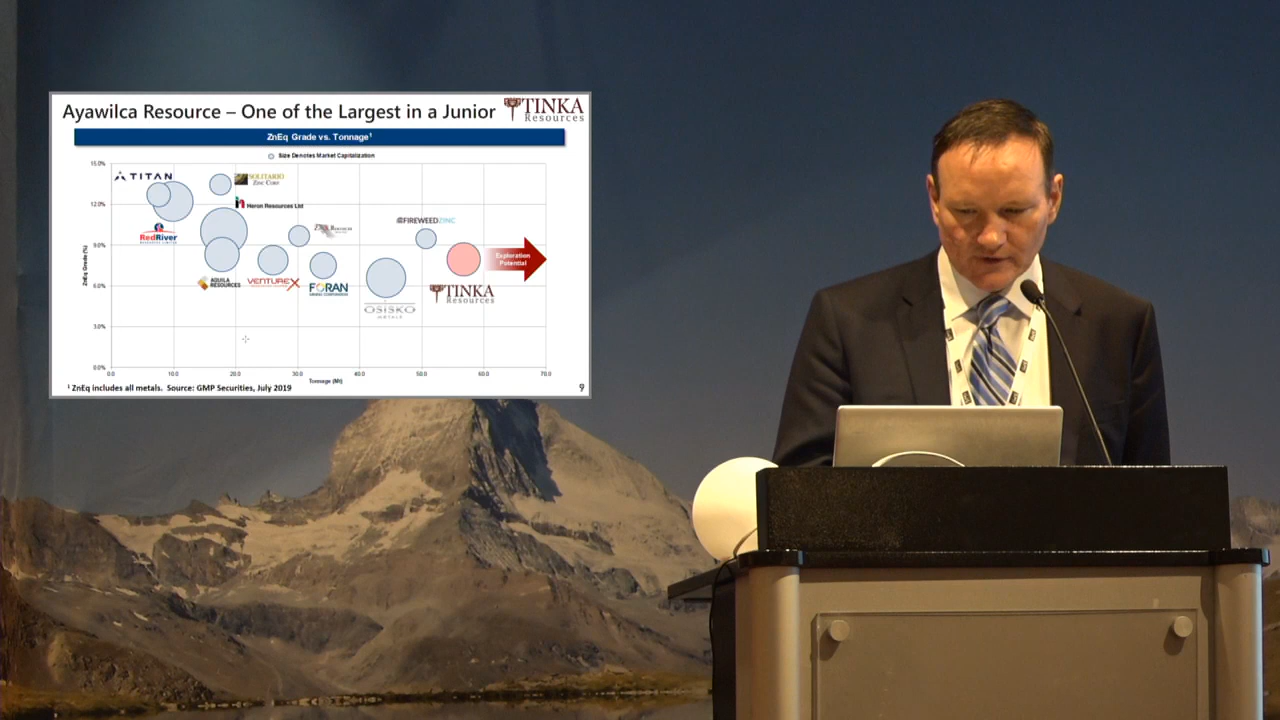 Ayawilca Resource – One of the Largest in a Junior
TINKA
Resources
ZnEq Grade vs. Tonnage¹
Size Denotes Market Capitalization
ZnEq Grade (%)
15.0%
12.0%
9.0%
6.0%
3.0%
0.0%
TITAN
SOLITARIO
Zinc Corp
Heron Resources Ltd
RedRiver
FIREWEEDZINC
AQUILA
RESOURCES
VENTUREX
FORAN
MINING CORPORATION
OSISKO
METALS
TINKA
Resources
Exploration
Potential
0.0 10.0 20.0 30.0 40.0 50.0 60.0 70.0
Tonnage (Mt)
¹ ZnEq includes all metals. Source: GMP Securities, July 2019
9